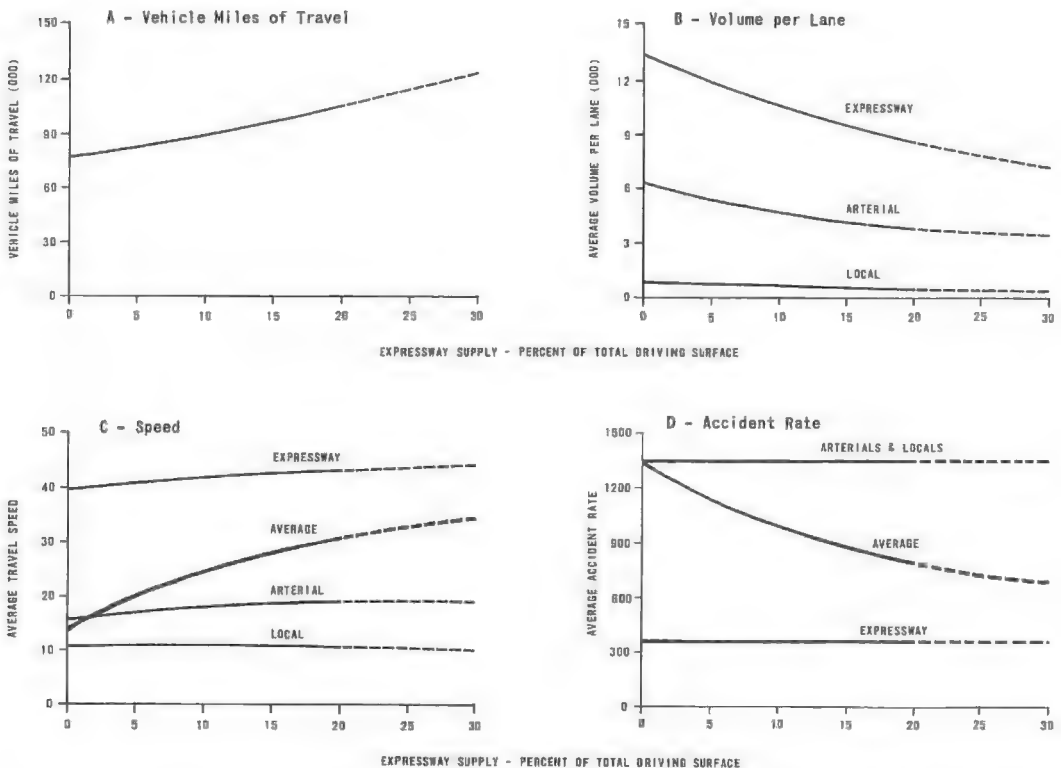 A - Vehicle Miles of Travel
VEHICLE MILES OF TRAVEL (000)
150
120
90
60
30
0
0 5 10 15 20 25 30
B - Volume per Lane
AVERAGE VOLUME PER LANE (000)
15
12
9
6
3
0
EXPRESSWAY
ARTERIAL
LOCAL
0 5 10 15 20 25 30
EXPRESSWAY SUPPLY - PERCENT OF TOTAL DRIVING SURFACE
C - Speed
AVERAGE TRAVEL SPEED
50
40
30
20
10
0
EXPRESSWAY
AVERAGE
ARTERIAL
LOCAL
0 5 10 15 20 25 30
D - Accident Rate
AVERAGE ACCIDENT RATE
1500
1200
900
600
300
0
ARTERIALS & LOCALS
AVERAGE
EXPRESSWAY
0 5 10 15 20 25 30
EXPRESSWAY SUPPLY - PERCENT OF TOTAL DRIVING SURFACE